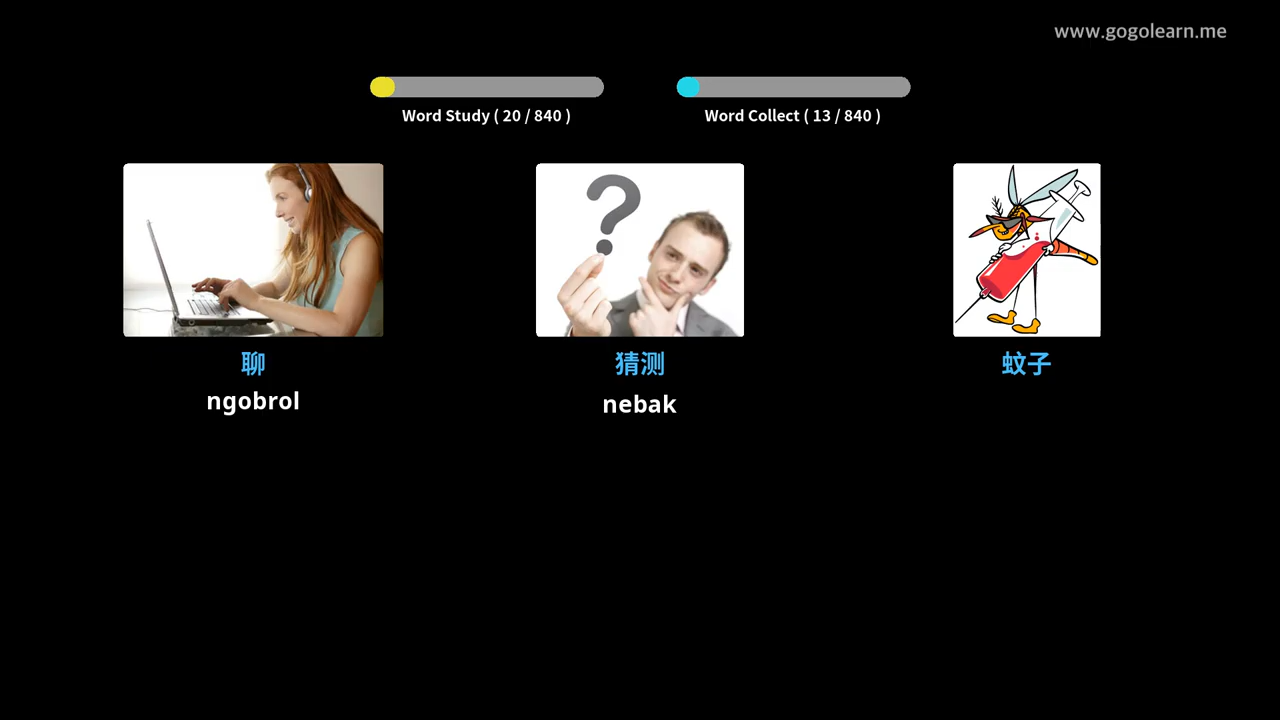 www.gogolearn.me
Word Study ( 20 / 840 )
Word Collect ( 13 / 840 )
?
聊
猜测
蚊子
ngobrol
nebak